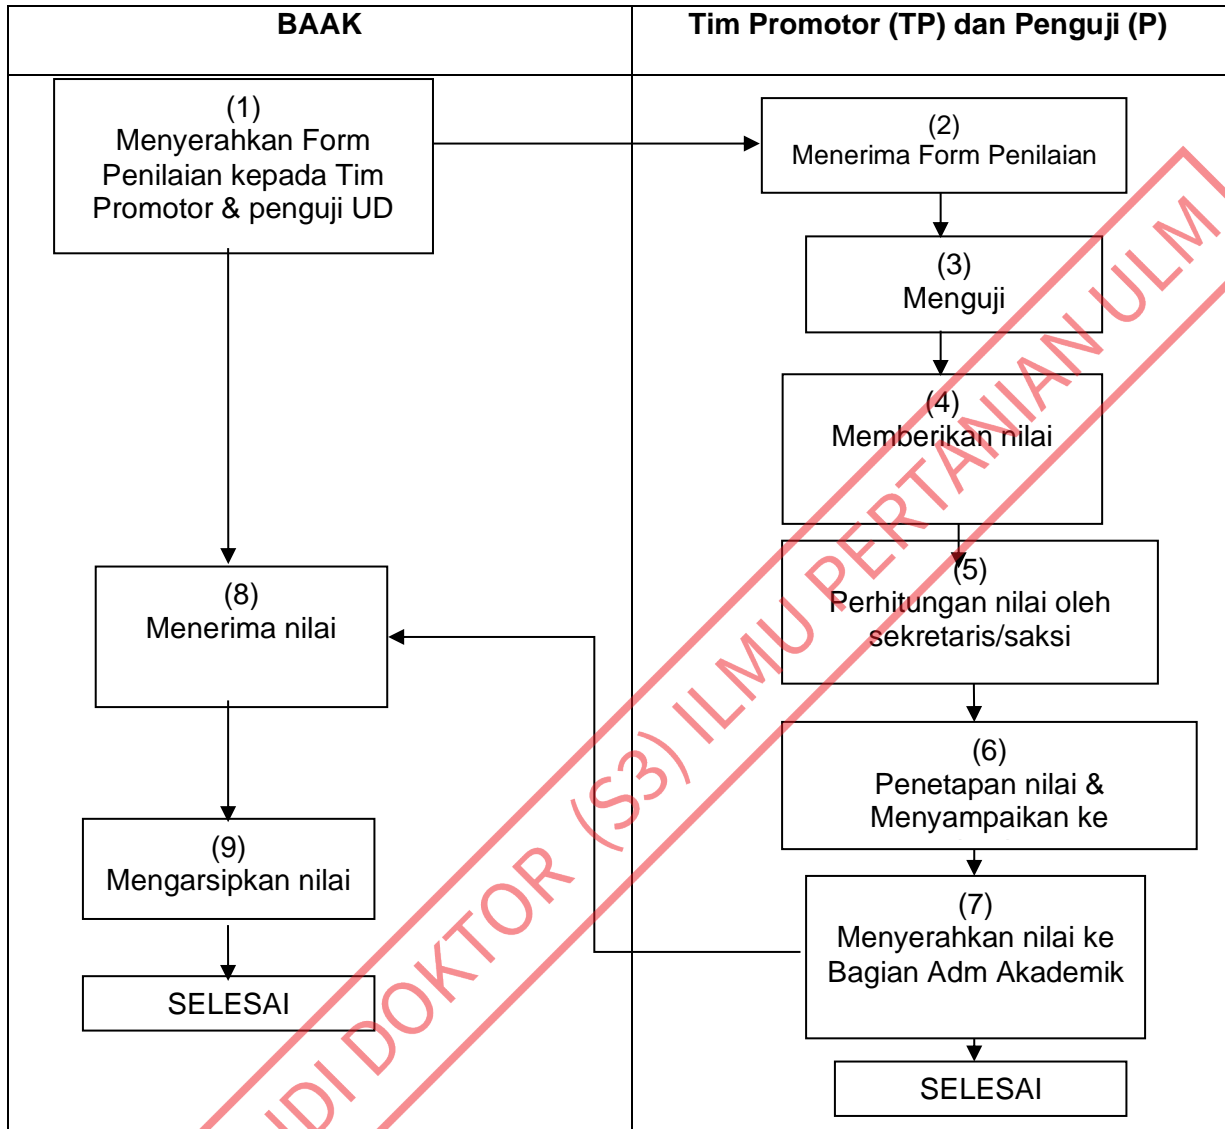 BAAK
Tim Promotor (TP) dan Penguji (P)
(1)
Menyerahkan Form
Penilaian kepada Tim
Promotor & penguji UD
(2)
Menerima Form Penilaian
(3)
Menguji
(4)
Memberikan nilai
(5)
Perhitungan nilai oleh
sekretaris/saksi
(6)
Penetapan nilai &
Menyampaikan ke
(7)
Menyerahkan nilai ke
Bagian Adm Akademik
SELESAI
(8)
Menerima nilai
(9)
Mengarsipkan nilai
SELESAI
UDI DOKTOR (S3) ILMU PERTANIAN ULM